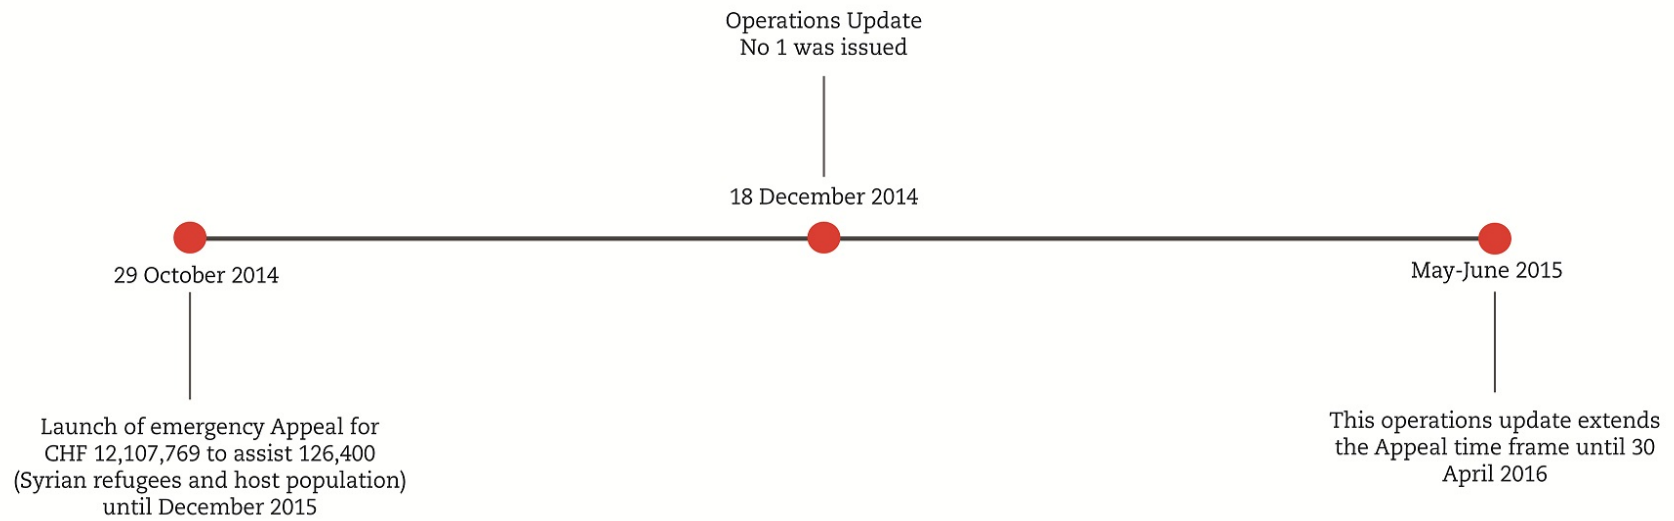 Operations Update
No 1 was issued
18 December 2014
29 October 2014
May-June 2015
Launch of emergency Appeal for
CHF 12,107,769 to assist 126,400
(Syrian refugees and host population)
until December 2015
This operations update extends
the Appeal time frame until 30
April 2016